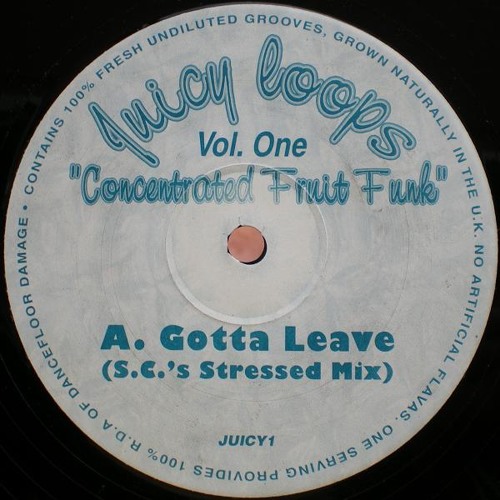 Juicy loops
Vol. One
"Concentrated Fruit Funk"
A. Gotta Leave
(S.C.'s Stressed Mix)
JUICY1
CONTAINS 100% FRESH UNDILUTED GROOVES, GROWN NATURALLY IN THE U.K. NO ARTIFICIAL FLAVAS. ONE SERVING PROVIDES 100% R.D.A OF DANCEFLOOR DAMAGE •